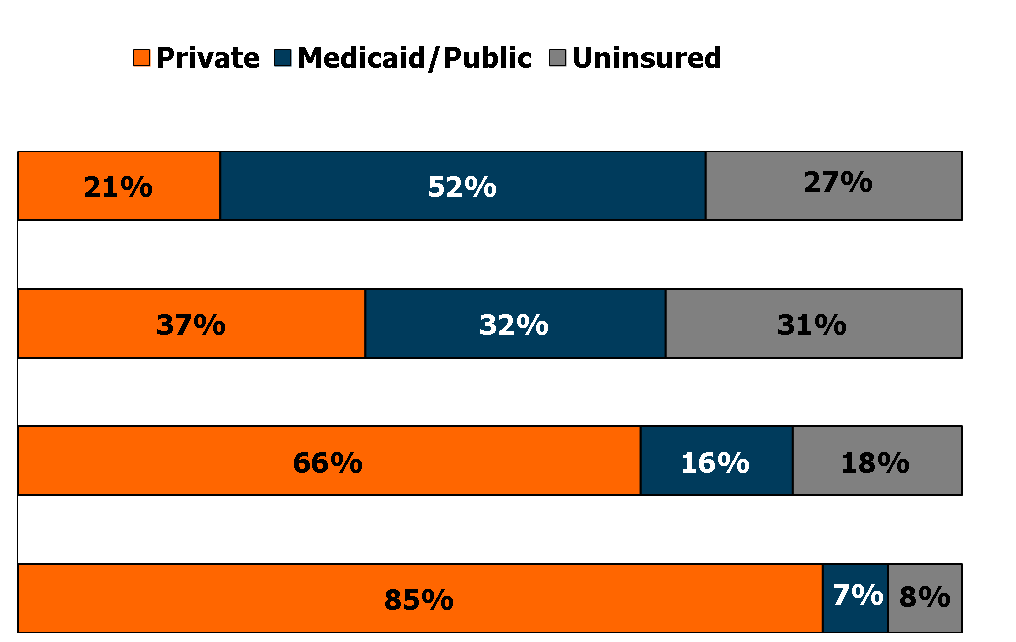 Private Medicaid/Public Uninsured
21% 52% 27%
37% 32% 31%
66% 16% 18%
85% 7% 8%